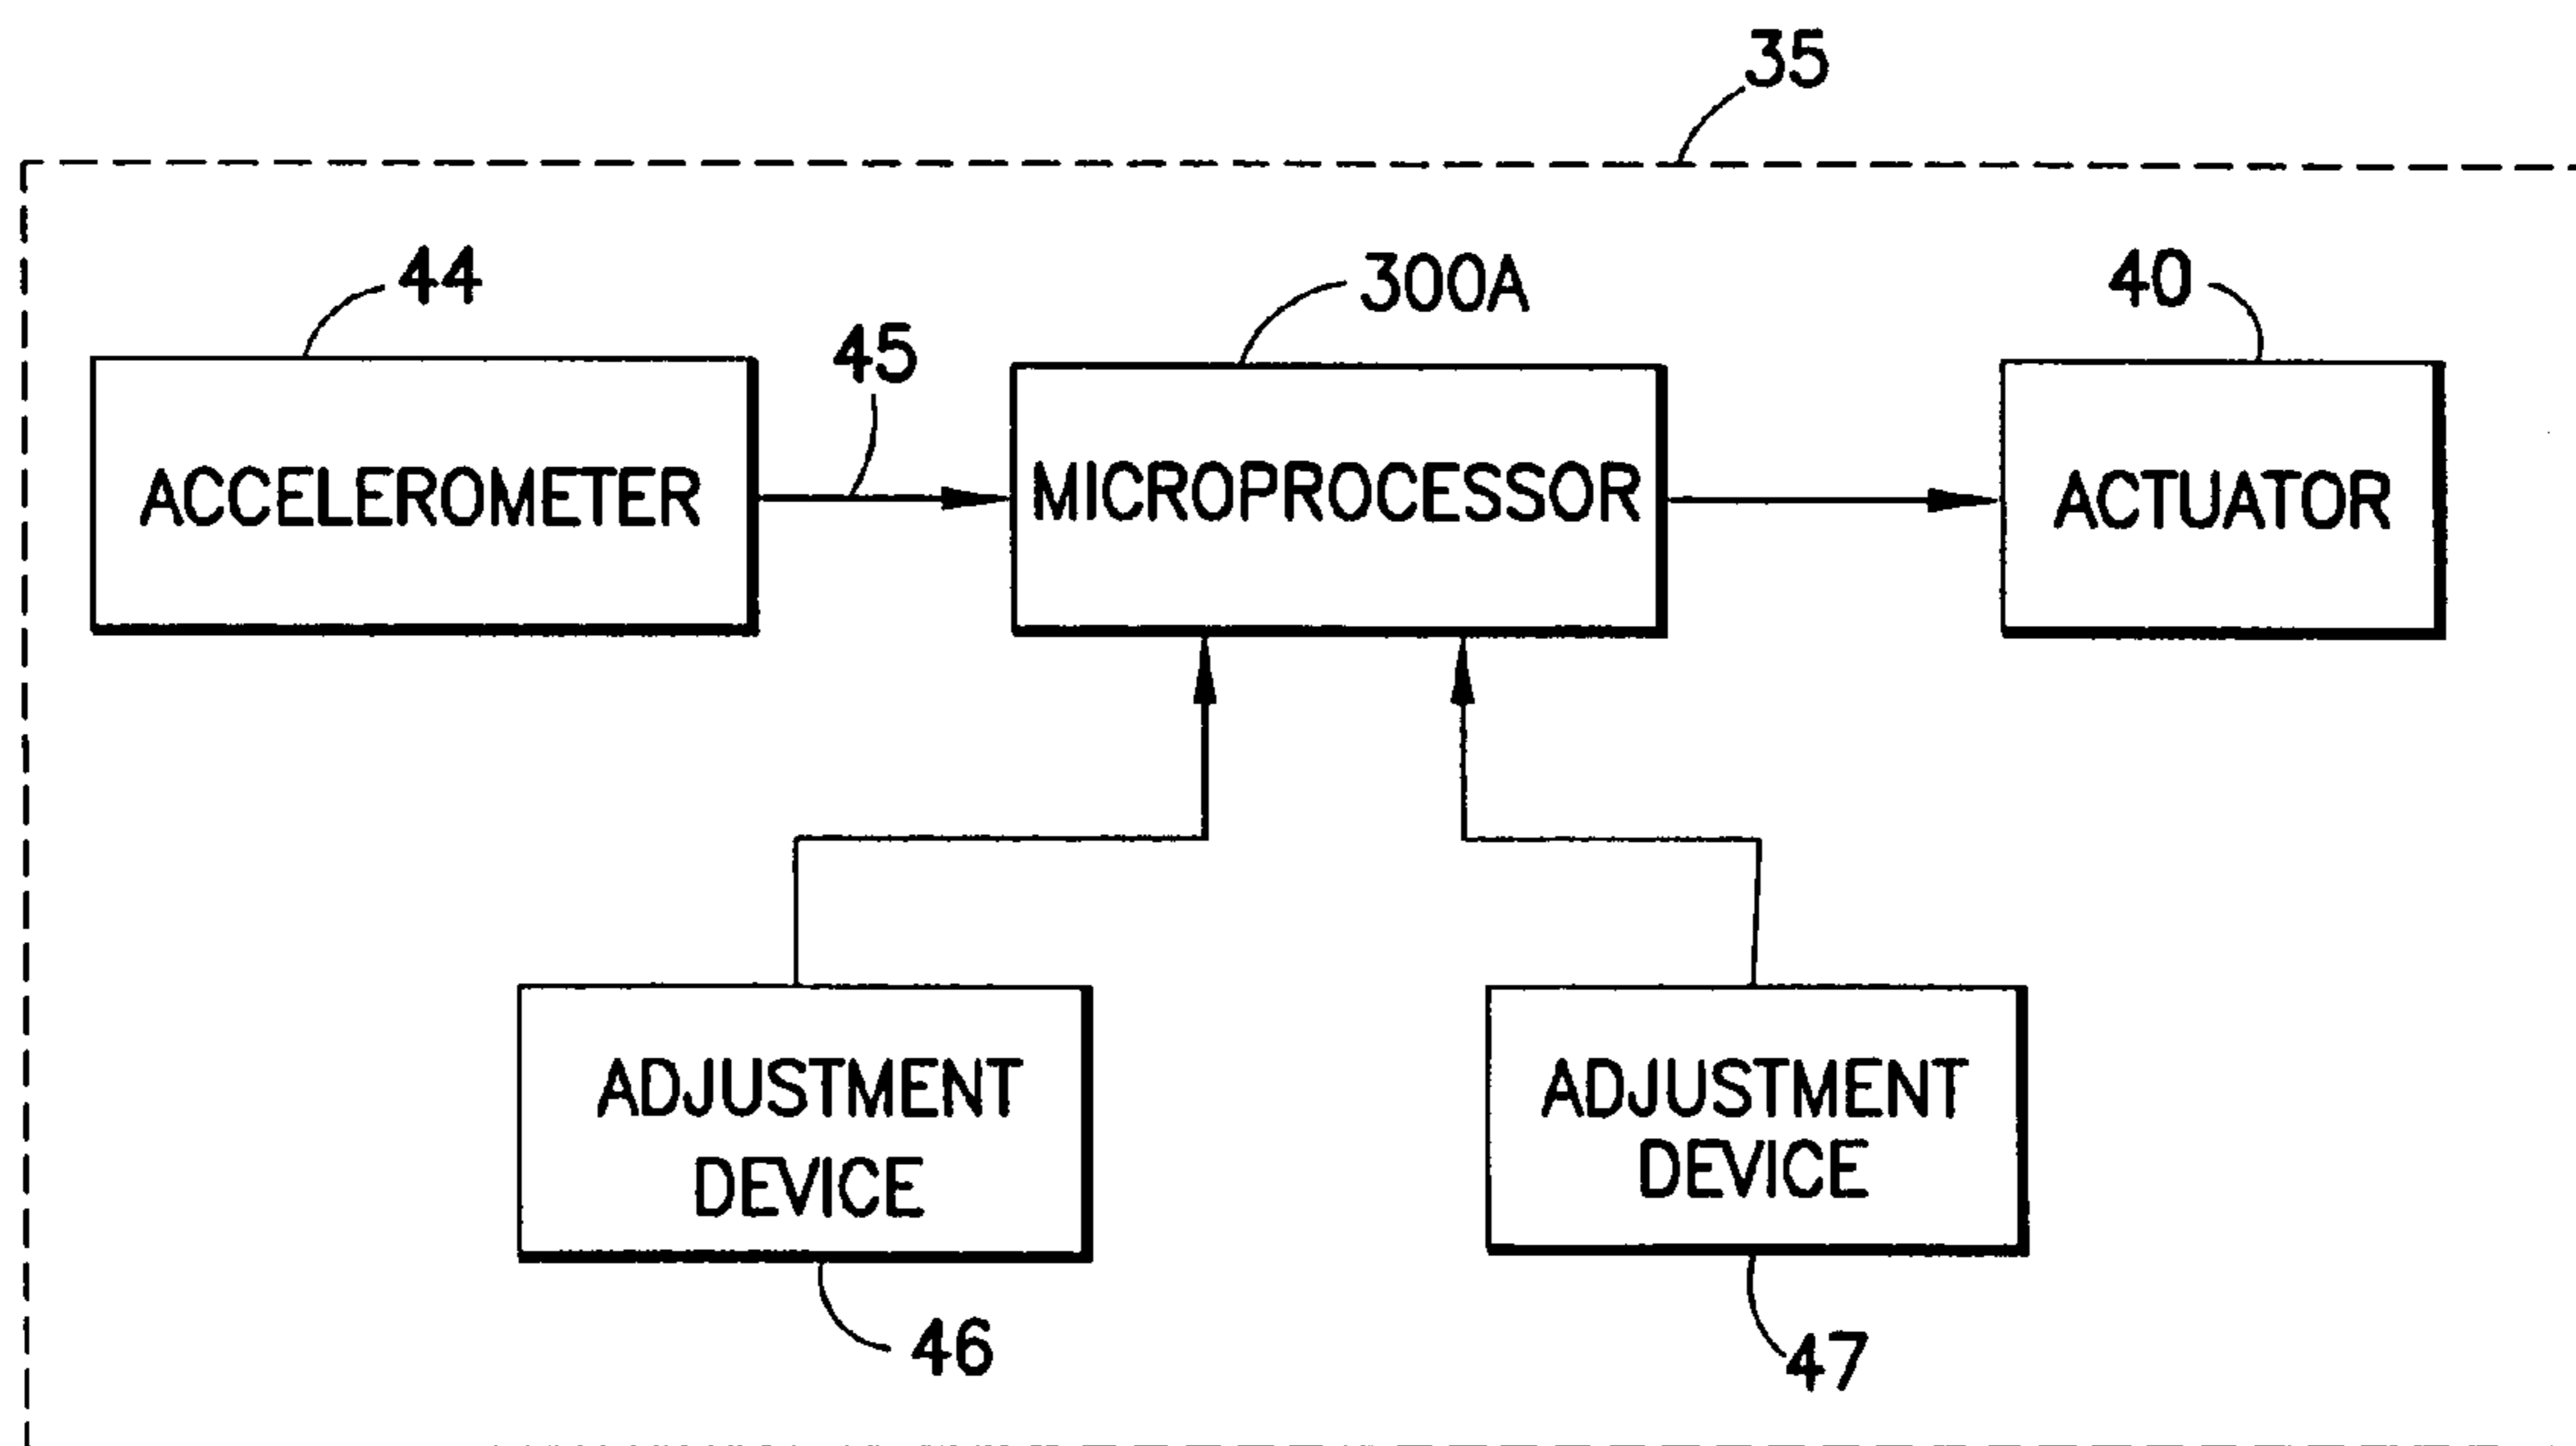 35
44
300A
40
45
ACCELEROMETER
MICROPROCESSOR
ACTUATOR
ADJUSTMENT
DEVICE
ADJUSTMENT
DEVICE
46
47